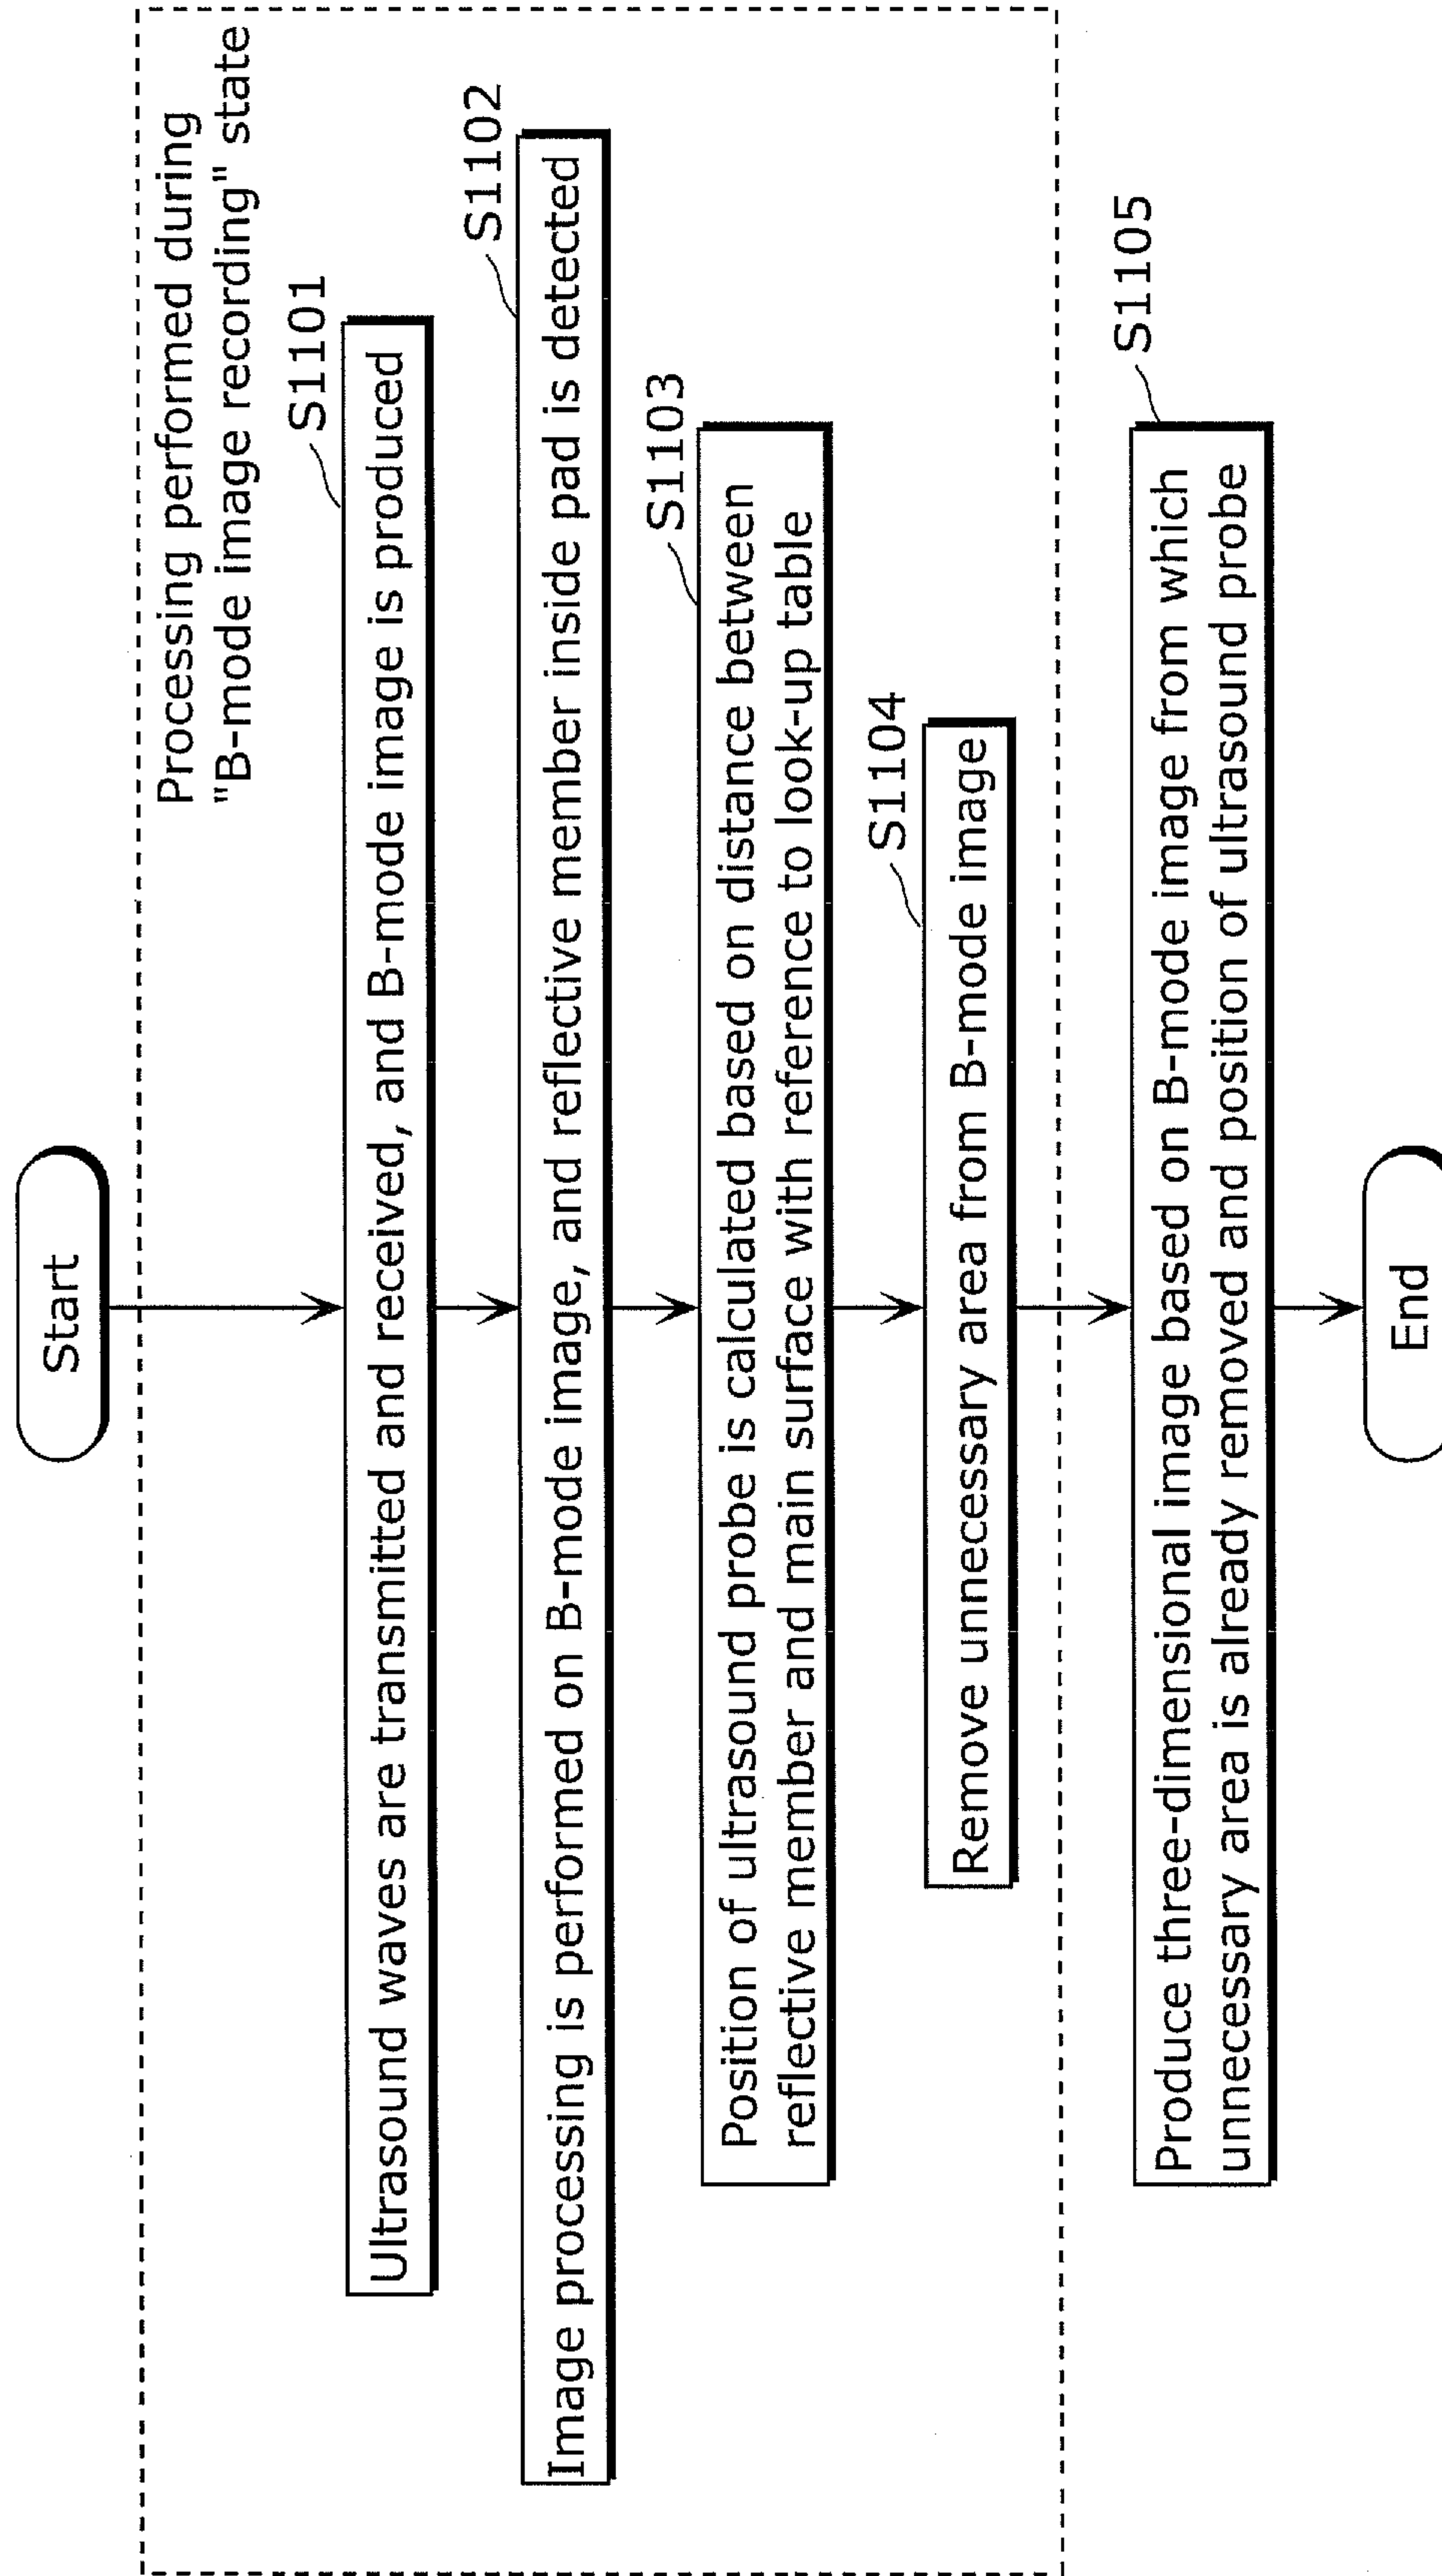 Start
Processing performed during
"B-mode image recording" state
S1101
Ultrasound waves are transmitted and received, and B-mode image is produced
S1102
Image processing is performed on B-mode image, and reflective member inside pad is detected
S1103
Position of ultrasound probe is calculated based on distance between
reflective member and main surface with reference to look-up table
S1104
Remove unnecessary area from B-mode image
S1105
Produce three-dimensional image based on B-mode image from which
unnecessary area is already removed and position of ultrasound probe
End